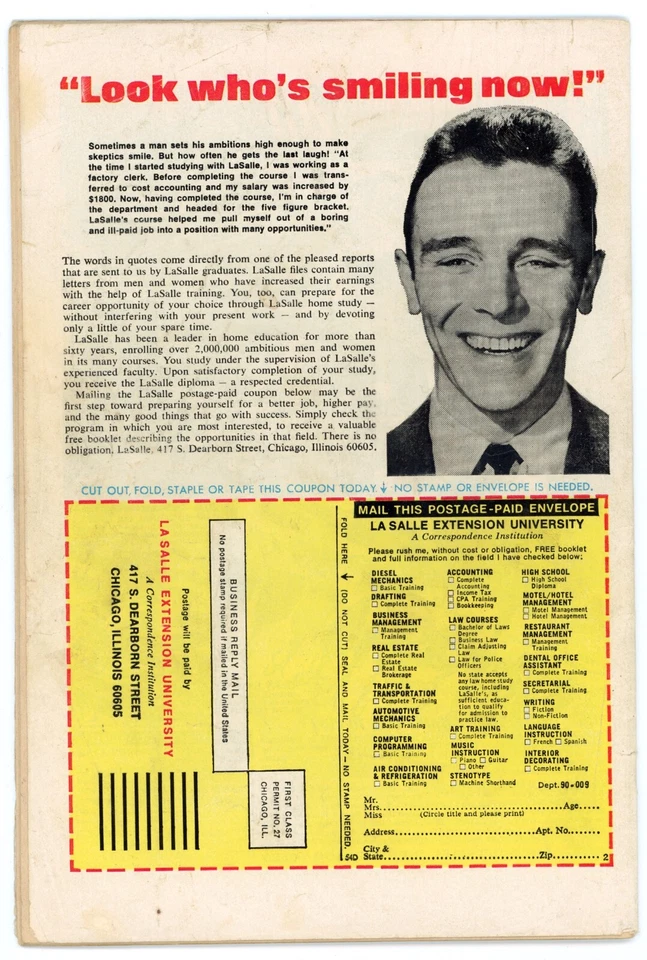 “Look who’s smiling now!”
Sometimes a man sets his ambitions high enough to make
skeptics smile. But how often he gets the last laugh! “At
the time I started studying with LaSalle, I was working as a
factory clerk. Before completing the course I was trans-
ferred to cost accounting and my salary was increased by
$1800. Now, having completed the course, I’m in charge of
the department and headed for the five figure bracket.
LaSalle’s course helped me pull myself out of a boring
and ill-paid job into a position with many opportunities.”
The words in quotes come directly from one of the pleased reports
that are sent to us by LaSalle graduates. LaSalle files contain many
letters from men and women who have increased their earnings
with the help of LaSalle training. You, too, can prepare for the
career opportunity of your choice through LaSalle home study —
without interfering with your present work — and by devoting
only a little of your spare time.
LaSalle has been a leader in home education for more than
sixty years, enrolling over 2,000,000 ambitious men and women
in its many courses. You study under the supervision of LaSalle’s
experienced faculty. Upon satisfactory completion of your study,
you receive the LaSalle diploma — a respected credential.
Mailing the LaSalle postage-paid coupon below may be the
first step toward preparing yourself for a better job, higher pay,
and the many good things that go with success. Simply check the
program in which you are most interested, to receive a valuable
free booklet describing the opportunities in that field. There is no
obligation. LaSalle, 417 S. Dearborn Street, Chicago, Illinois 60605.
CUT OUT, FOLD, STAPLE OR TAPE THIS COUPON TODAY. NO STAMP OR ENVELOPE IS NEEDED.
FIRST CLASS
PERMIT NO. 27
CHICAGO, ILL.
BUSINESS REPLY MAIL
No postage stamp required if mailed in the United States
Postage will be paid by
LA SALLE EXTENSION UNIVERSITY
A Correspondence Institution
417 S. DEARBORN STREET
CHICAGO, ILLINOIS 60605
FOLD HERE (DO NOT CUT) SEAL AND MAIL TODAY — NO STAMP NEEDED.
54D
MAIL THIS POSTAGE-PAID ENVELOPE
LA SALLE EXTENSION UNIVERSITY
A Correspondence Institution
Please rush me, without cost or obligation, FREE booklet
and full information on the field I have checked below:
DIESEL
MECHANICS
Basic Training
DRAFTING
Complete Training
BUSINESS
MANAGEMENT
Management
Training
REAL ESTATE
Complete Real
Estate
Real Estate
Brokerage
TRAFFIC &
TRANSPORTATION
Complete Training
AUTOMOTIVE
MECHANICS
Basic Training
COMPUTER
PROGRAMMING
Basic Training
AIR CONDITIONING
& REFRIGERATION
Basic Training
ACCOUNTING
Complete
Accounting
Income Tax
CPA Training
Bookkeeping
LAW COURSES
Bachelor of Laws
Degree
Business Law
Claim Adjusting
Law
Law for Police
Officers
No state accepts
any law home study
course, including
LaSalle’s, as
sufficient educa-
tion to qualify
for admission to
practice law.
ART TRAINING
Complete Training
MUSIC
INSTRUCTION
Piano Guitar
Other
STENOTYPE
Machine Shorthand
HIGH SCHOOL
High School
Diploma
MOTEL/HOTEL
MANAGEMENT
Motel Management
Hotel Management
RESTAURANT
MANAGEMENT
Management
Training
DENTAL OFFICE
ASSISTANT
Complete Training
SECRETARIAL
Complete Training
WRITING
Fiction
Non-Fiction
LANGUAGE
INSTRUCTION
French Spanish
INTERIOR
DECORATING
Complete Training
Dept. 90-009
Mr.
Mrs. Age
Miss (Circle title and please print)
Address Apt. No.
City &
State Zip 2